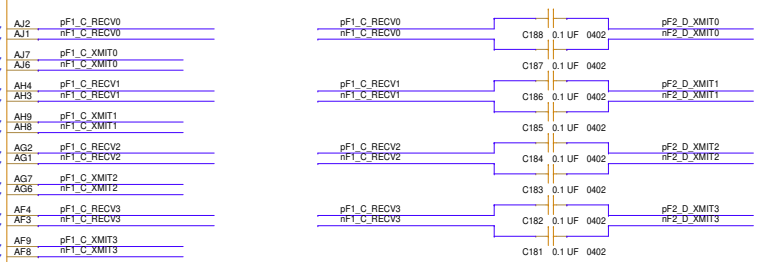 AJ2 pF1_C_RECV0 pF1_C_RECV0 pF2_D_XMIT0
AJ1 nF1_C_RECV0 nF1_C_RECV0 C188 0.1 UF 0402 nF2_D_XMIT0
AJ7 pF1_C_XMIT0
AJ6 nF1_C_XMIT0 C187 0.1 UF 0402
AH4 pF1_C_RECV1 pF1_C_RECV1 pF2_D_XMIT1
AH3 nF1_C_RECV1 nF1_C_RECV1 C186 0.1 UF 0402 nF2_D_XMIT1
AH9 pF1_C_XMIT1
AH8 nF1_C_XMIT1 C185 0.1 UF 0402
AG2 pF1_C_RECV2 pF1_C_RECV2 pF2_D_XMIT2
AG1 nF1_C_RECV2 nF1_C_RECV2 C184 0.1 UF 0402 nF2_D_XMIT2
AG7 pF1_C_XMIT2
AG6 nF1_C_XMIT2 C183 0.1 UF 0402
AF4 pF1_C_RECV3 pF1_C_RECV3 pF2_D_XMIT3
AF3 nF1_C_RECV3 nF1_C_RECV3 C182 0.1 UF 0402 nF2_D_XMIT3
AF9 pF1_C_XMIT3
AF8 nF1_C_XMIT3 C181 0.1 UF 0402